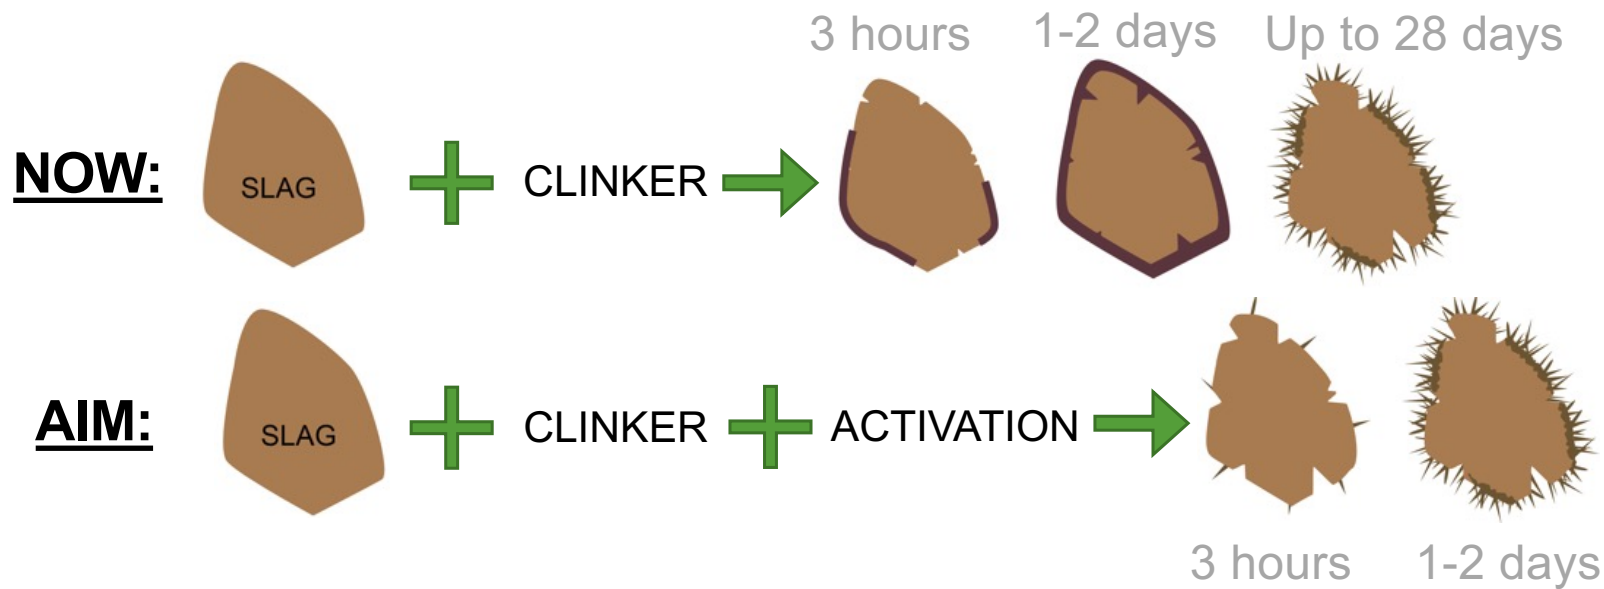 3 hours
1-2 days
Up to 28 days
NOW:
SLAG
CLINKER
AIM:
SLAG
CLINKER
ACTIVATION
3 hours
1-2 days